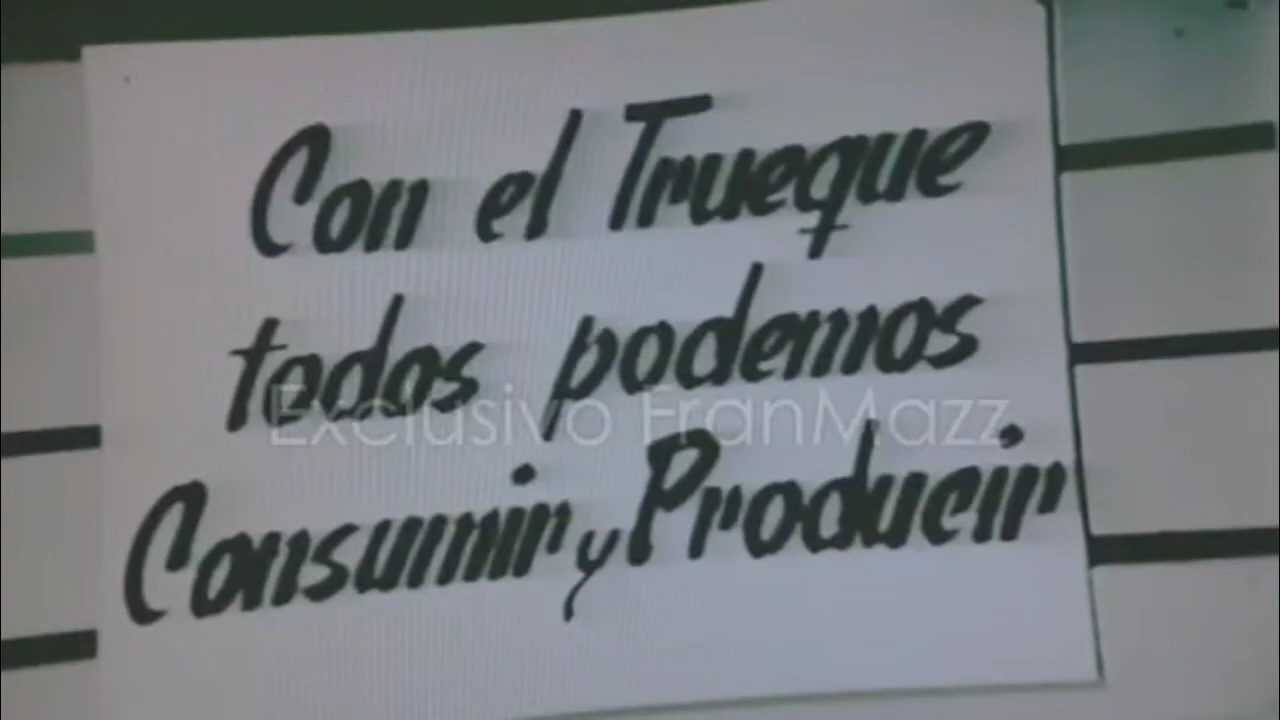 Con el Trueque
todos podemos
Exclusivo FranMazz
Consumir y Producir